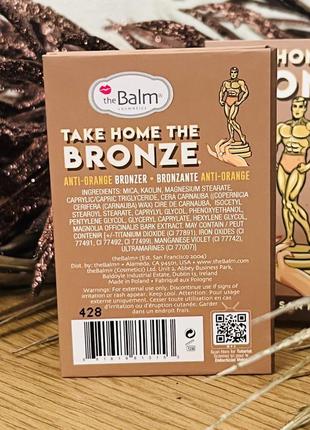 the Balm®
COSMETICS
TAKE HOME THE
BRONZE®
ANTI-ORANGE BRONZER • BRONZANTE ANTI-ORANGE
INGREDIENTS: MICA, KAOLIN, MAGNESIUM STEARATE,
CAPRYLIC/CAPRIC TRIGLYCERIDE, CERA CARNAUBA (COPERNICIA
CERIFERA (CARNAUBA) WAX) CIRE DE CARNAUBA, ISOCETYL
STEAROYL STEARATE, CAPRYLYL GLYCOL, PHENOXYETHANOL,
PENTYLENE GLYCOL, GLYCERYL CAPRYLATE, HEXYLENE GLYCOL,
MAGNOLIA OFFICINALIS BARK EXTRACT. MAY CONTAIN / PEUT
CONTENIR [+/-TITANIUM DIOXIDE (CI 77891), IRON OXIDES (CI
77491, CI 77492, CI 77499), MANGANESE VIOLET (CI 77742),
ULTRAMARINES (CI 77007)]
theBalm® (Est. San Francisco 2004)
Dist. by: theBalm® • Alameda, CA 94501, USA • www.thebalm.com
theBalm® Cosmetics (Int.) Ltd. Unit 2, Abbey Business Park,
Baldoyle Industrial Estate, Dublin 13, Ireland
Made in Poland • Fabriqué aux Pologne
Warnings: For external use only. Discontinue use if signs of
irritation or rash appear. Keep Cool. Attention: Pour usage
externe uniquement. Cesser toute utilisation en cas
d'irritation ou d'éruption cutanée. Garder
dans un endroit frais.
428
HOM